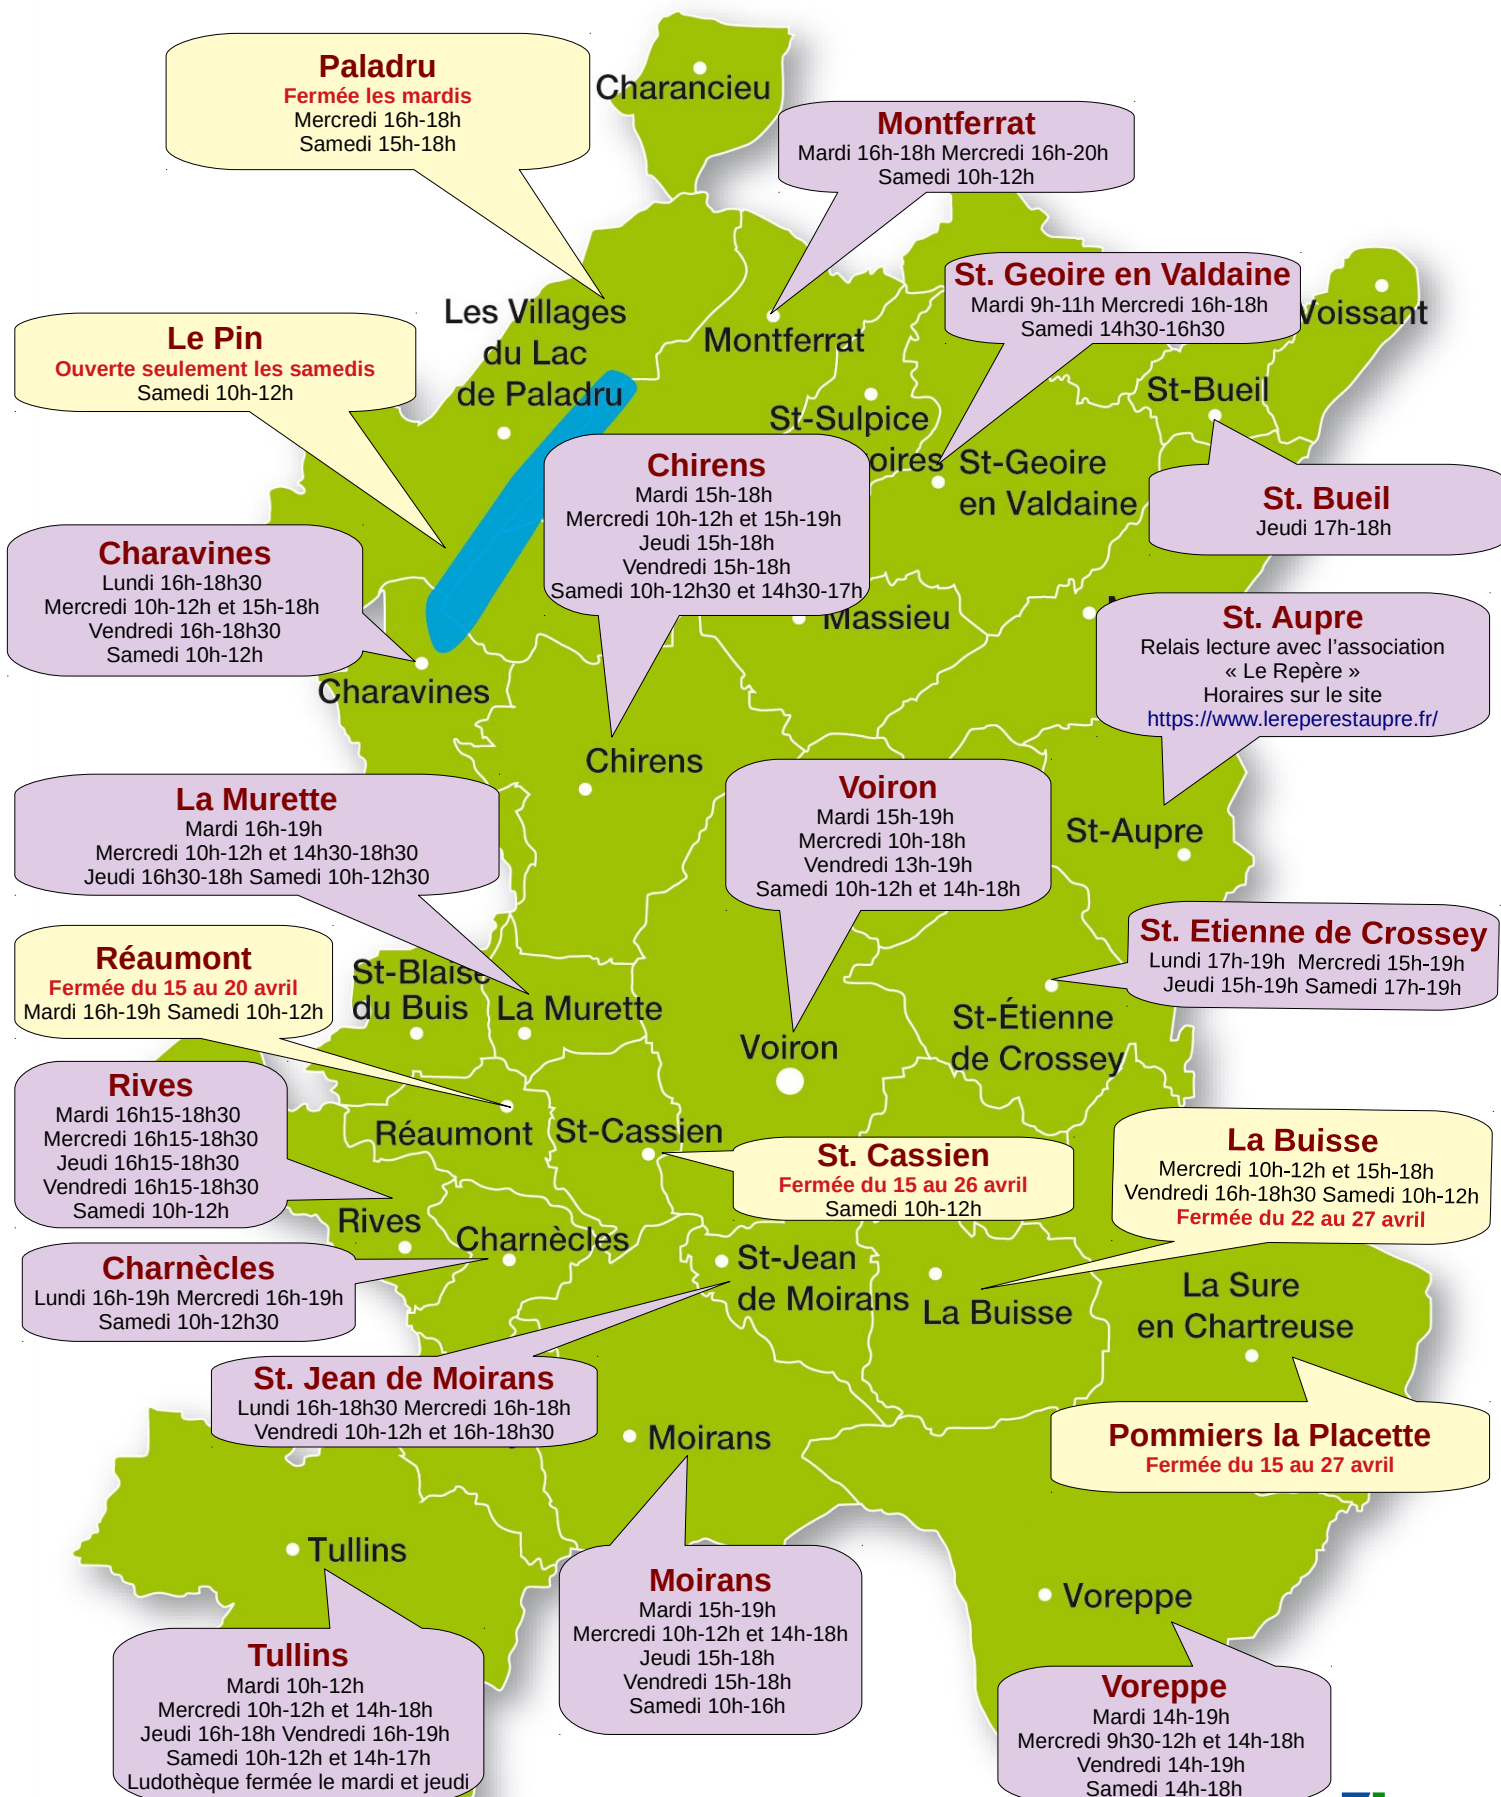 Paladru
Fermée les mardis
Mercredi 16h-18h
Samedi 15h-18h
Charancieu
Montferrat
Mardi 16h-18h Mercredi 16h-20h
Samedi 10h-12h
St. Geoire en Valdaine
Mardi 9h-11h Mercredi 16h-18h
Samedi 14h30-16h30
Voissant
Les Villages
du Lac
de Paladru
Montferrat
Le Pin
Ouverte seulement les samedis
Samedi 10h-12h
St-Bueil
St-Sulpice
oires
St-Geoire
en Valdaine
Chirens
Mardi 15h-18h
Mercredi 10h-12h et 15h-19h
Jeudi 15h-18h
Vendredi 15h-18h
Samedi 10h-12h30 et 14h30-17h
St. Bueil
Jeudi 17h-18h
Charavines
Lundi 16h-18h30
Mercredi 10h-12h et 15h-18h
Vendredi 16h-18h30
Samedi 10h-12h
Massieu
St. Aupre
Relais lecture avec l’association
« Le Repère »
Horaires sur le site
https://www.lereperestaupre.fr/
Charavines
Chirens
La Murette
Mardi 16h-19h
Mercredi 10h-12h et 14h30-18h30
Jeudi 16h30-18h Samedi 10h-12h30
Voiron
Mardi 15h-19h
Mercredi 10h-18h
Vendredi 13h-19h
Samedi 10h-12h et 14h-18h
St-Aupre
St. Etienne de Crossey
Lundi 17h-19h Mercredi 15h-19h
Jeudi 15h-19h Samedi 17h-19h
Réaumont
Fermée du 15 au 20 avril
Mardi 16h-19h Samedi 10h-12h
St-Blaise
du Buis
La Murette
St-Étienne
de Crossey
Voiron
Rives
Mardi 16h15-18h30
Mercredi 16h15-18h30
Jeudi 16h15-18h30
Vendredi 16h15-18h30
Samedi 10h-12h
Réaumont
St-Cassien
St. Cassien
Fermée du 15 au 26 avril
Samedi 10h-12h
La Buisse
Mercredi 10h-12h et 15h-18h
Vendredi 16h-18h30 Samedi 10h-12h
Fermée du 22 au 27 avril
Rives
Charnècles
Charnècles
Lundi 16h-19h Mercredi 16h-19h
Samedi 10h-12h30
St-Jean
de Moirans
La Buisse
La Sure
en Chartreuse
St. Jean de Moirans
Lundi 16h-18h30 Mercredi 16h-18h
Vendredi 10h-12h et 16h-18h30
Moirans
Pommiers la Placette
Fermée du 15 au 27 avril
Tullins
Moirans
Mardi 15h-19h
Mercredi 10h-12h et 14h-18h
Jeudi 15h-18h
Vendredi 15h-18h
Samedi 10h-16h
Voreppe
Tullins
Mardi 10h-12h
Mercredi 10h-12h et 14h-18h
Jeudi 16h-18h Vendredi 16h-19h
Samedi 10h-12h et 14h-17h
Ludothèque fermée le mardi et jeudi
Voreppe
Mardi 14h-19h
Mercredi 9h30-12h et 14h-18h
Vendredi 14h-19h
Samedi 14h-18h